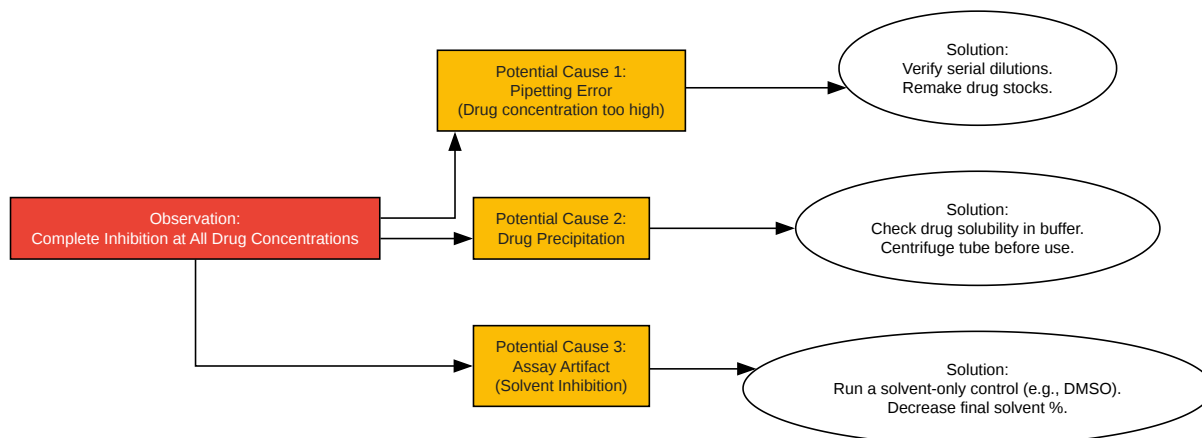 Observation:
Complete Inhibition at All Drug Concentrations
Potential Cause 1:
Pipetting Error
(Drug concentration too high)
Solution:
Verify serial dilutions.
Remake drug stocks.
Potential Cause 2:
Drug Precipitation
Solution:
Check drug solubility in buffer.
Centrifuge tube before use.
Potential Cause 3:
Assay Artifact
(Solvent Inhibition)
Solution:
Run a solvent-only control (e.g., DMSO).
Decrease final solvent %.